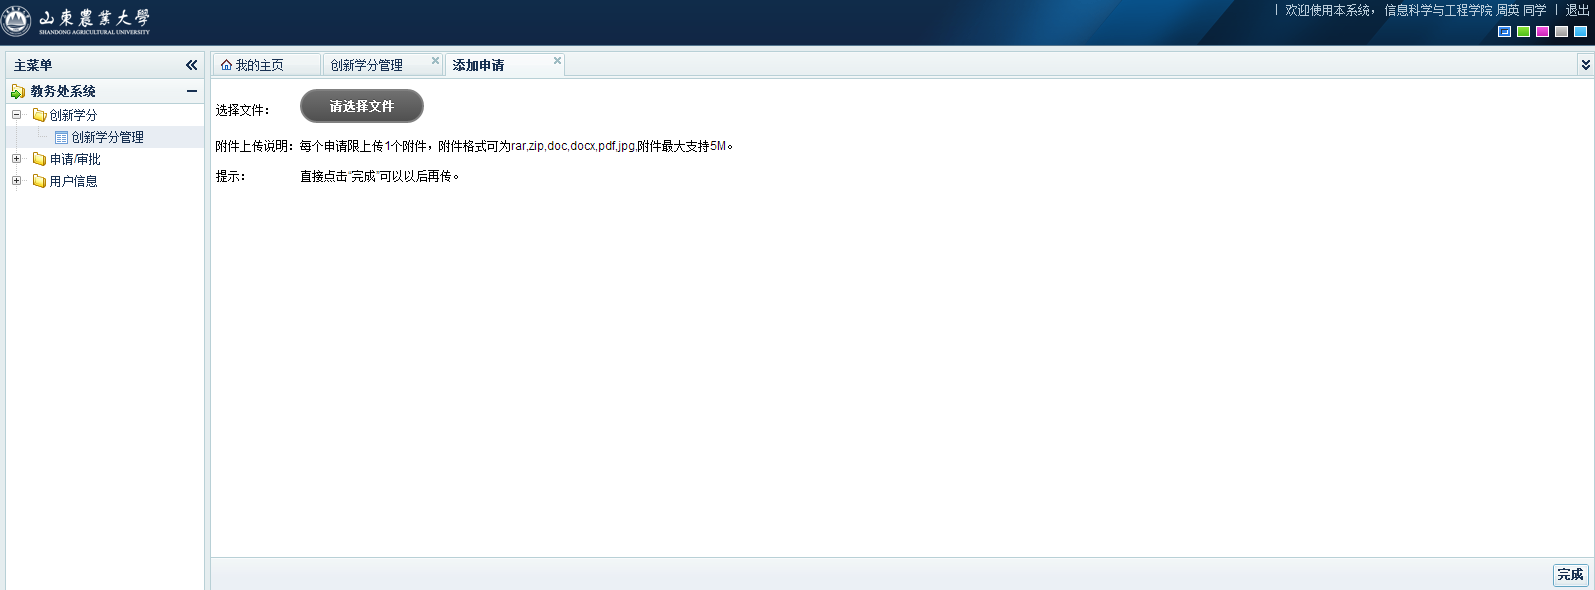 山東農業大學
SHANDONG AGRICULTURAL UNIVERSITY
| 欢迎使用本系统，信息科学与工程学院 周英 同学 | 退出
主菜单
教务处系统
创新学分
创新学分管理
申请/审批
用户信息
我的主页 创新学分管理 添加申请
选择文件： 请选择文件
附件上传说明：每个申请限上传1个附件，附件格式可为rar,zip,doc,docx,pdf,jpg,附件最大支持5M。
提示： 直接点击“完成”可以以后再传。
完成